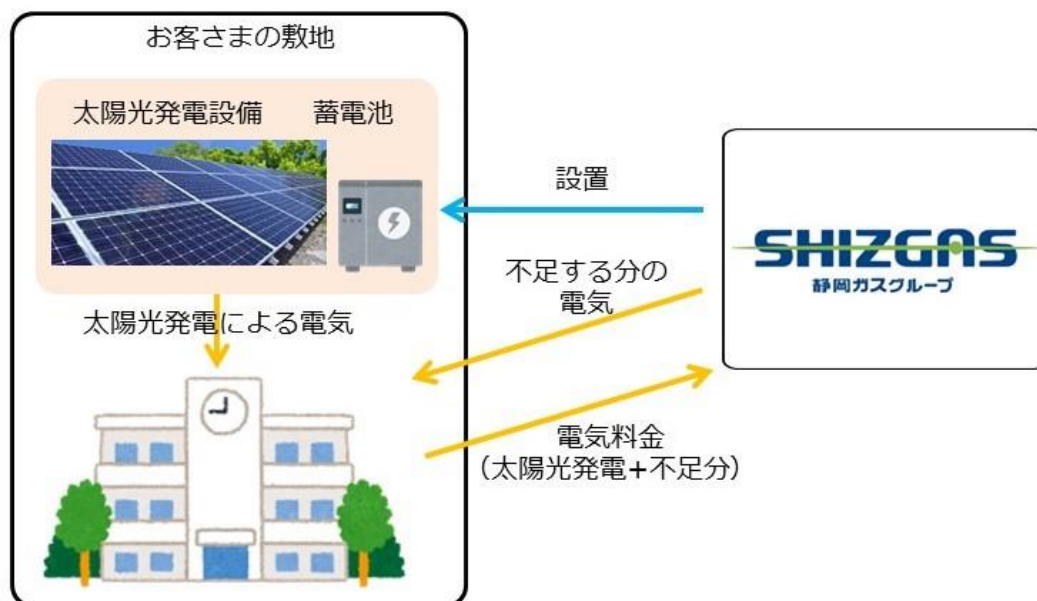 お客さまの敷地
太陽光発電設備
蓄電池
設置
SHIZGAS
静岡ガスグループ
不足する分の
電気
太陽光発電による電気
電気料金
（太陽光発電+不足分）